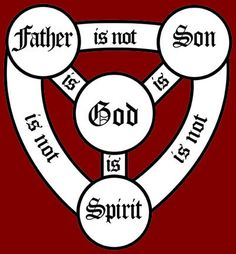 Father is not Son
is is
God
is not is not
is
Spirit